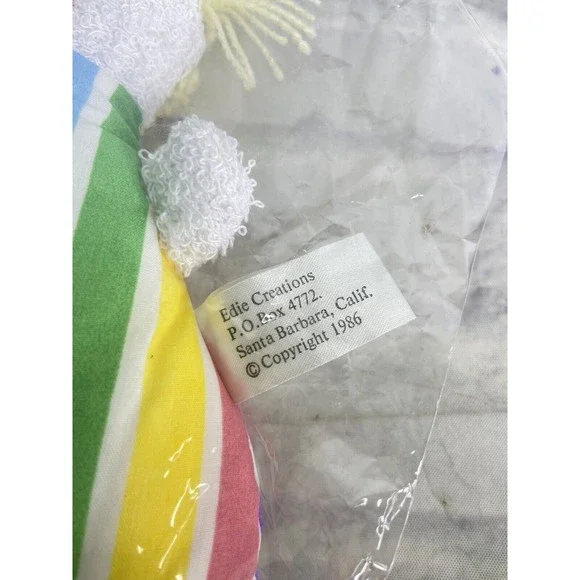 Edie Creations
P.O.Box 4772.
Santa Barbara, Calif.
© Copyright 1986